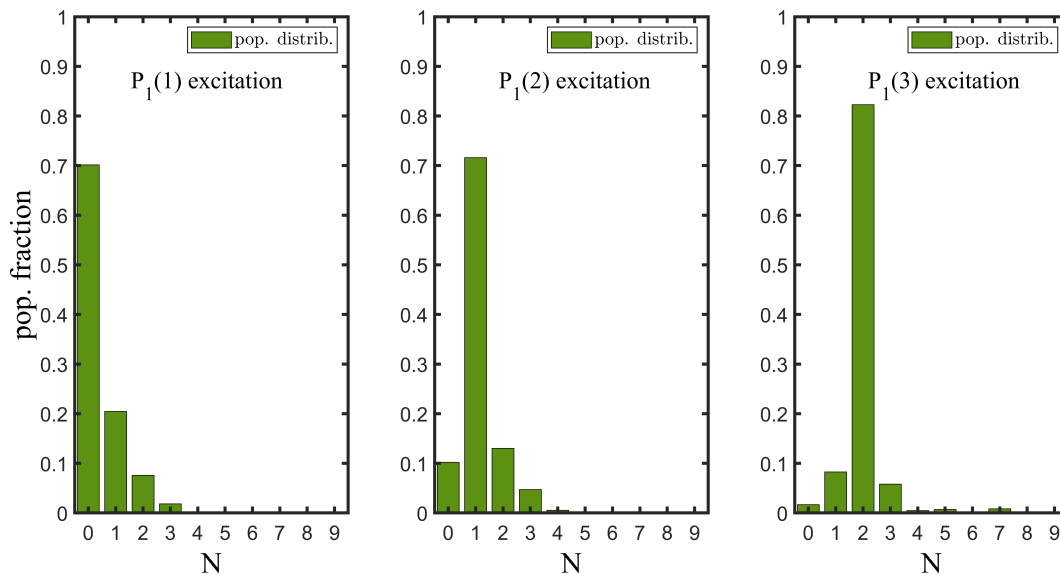 pop. fraction
1
0.9
0.8
0.7
0.6
0.5
0.4
0.3
0.2
0.1
0
pop. distrib.
P1(1) excitation
0 1 2 3 4 5 6 7 8 9
N
1
0.9
0.8
0.7
0.6
0.5
0.4
0.3
0.2
0.1
0
pop. distrib.
P1(2) excitation
0 1 2 3 4 5 6 7 8 9
N
1
0.9
0.8
0.7
0.6
0.5
0.4
0.3
0.2
0.1
0
pop. distrib.
P1(3) excitation
0 1 2 3 4 5 6 7 8 9
N